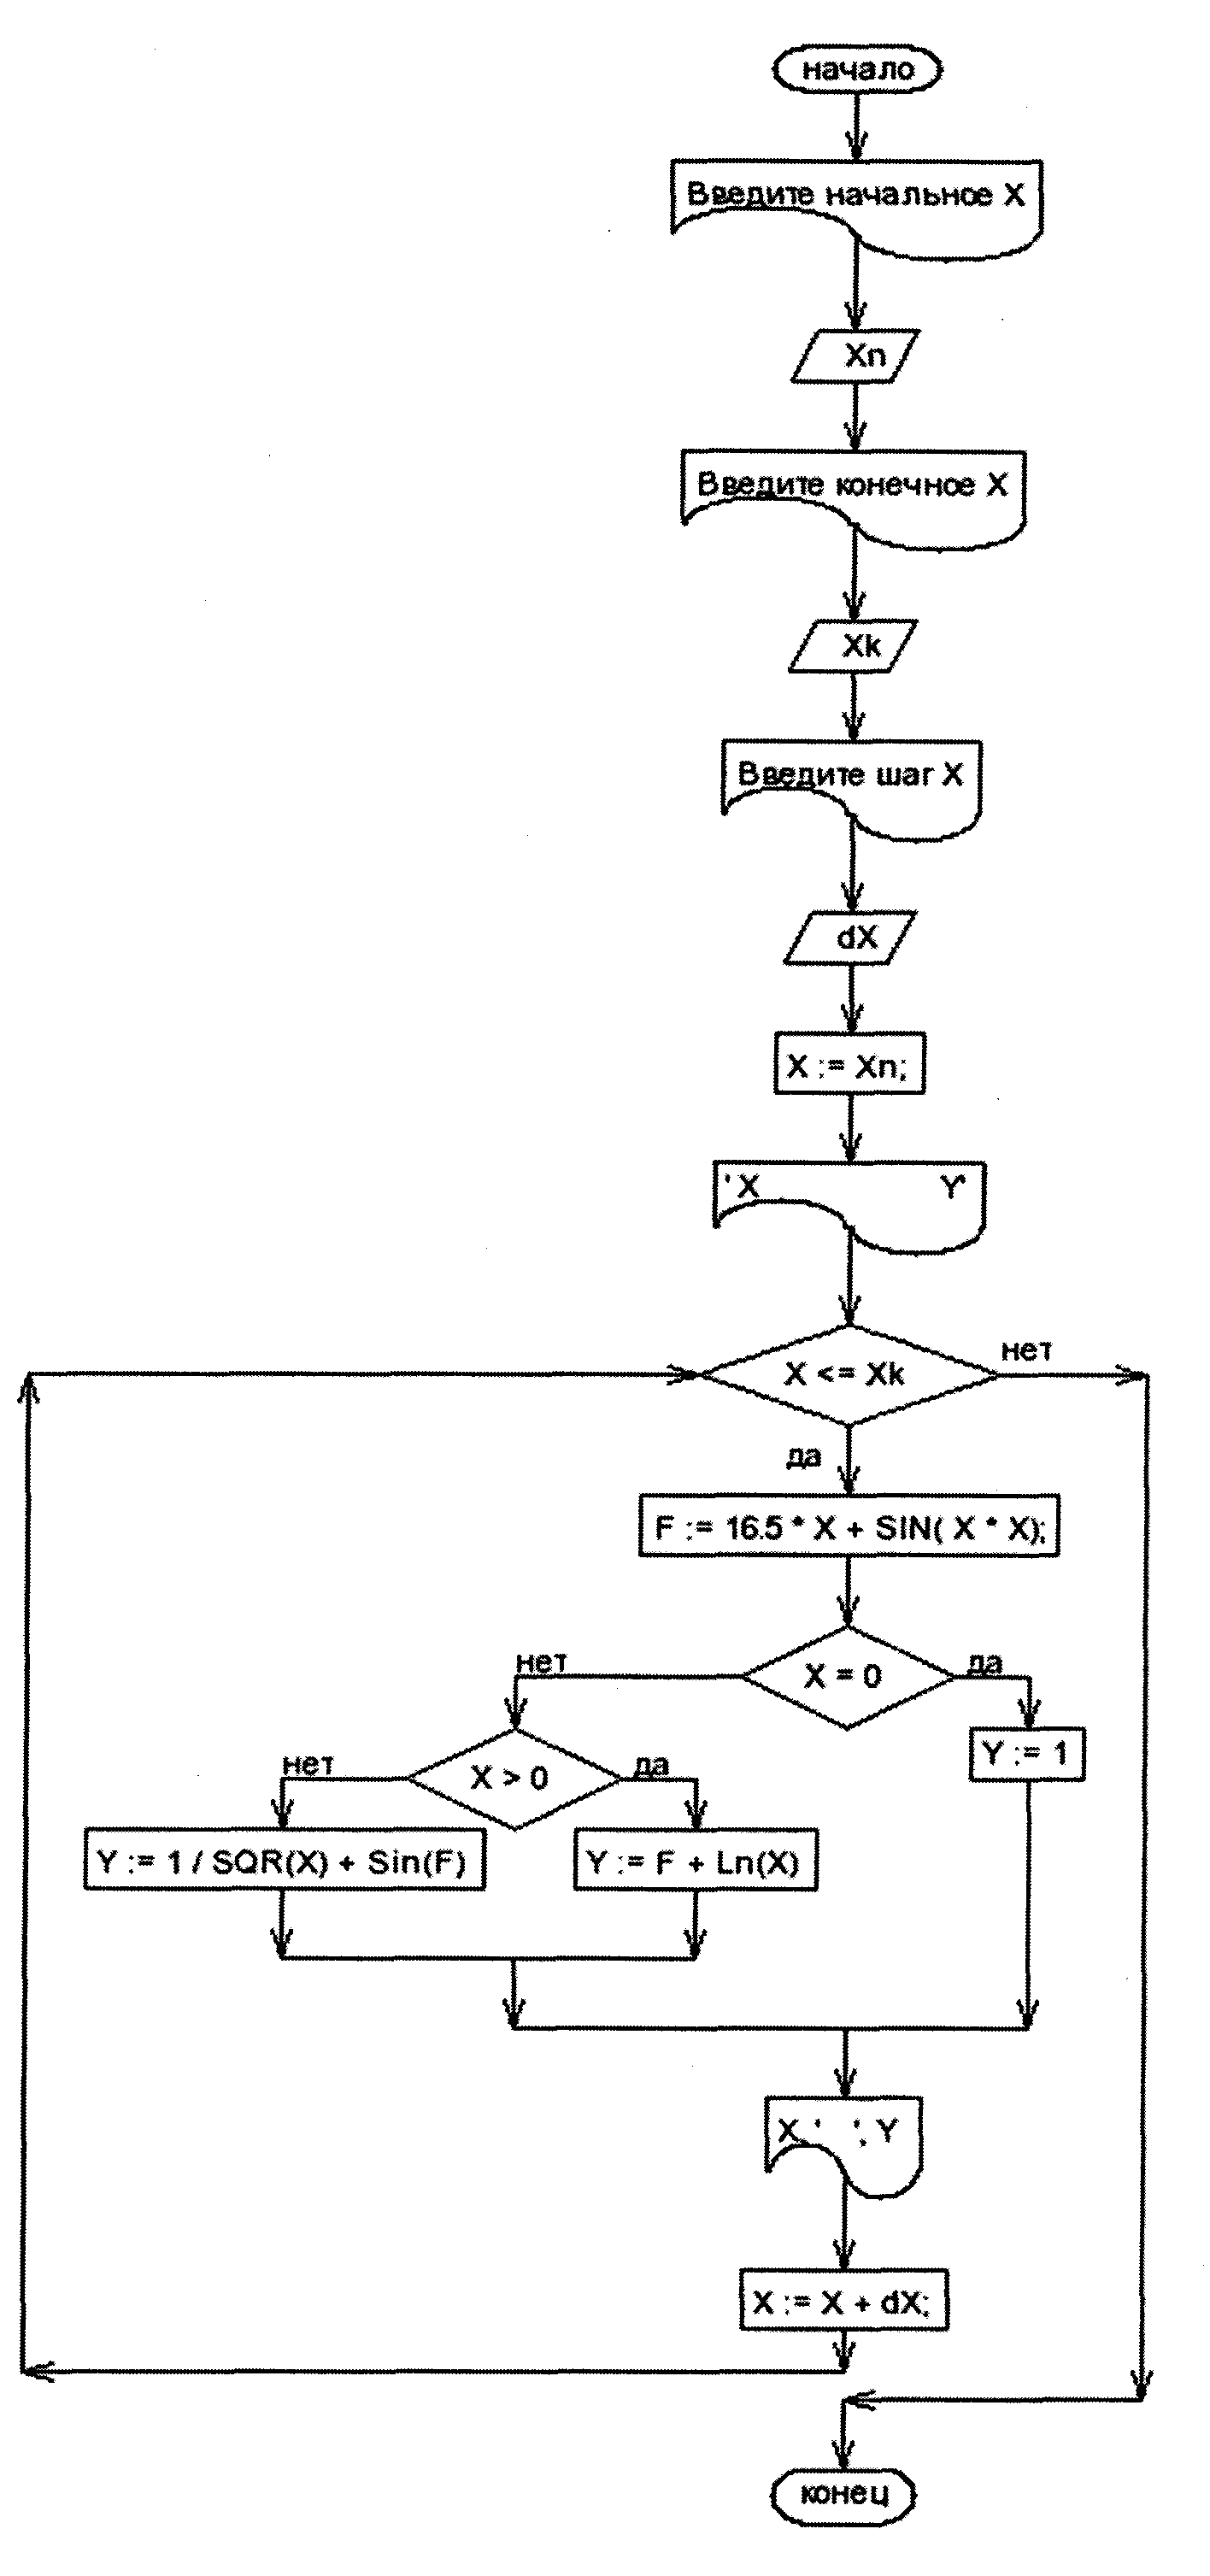 начало
Введите начальное X
Xn
Введите конечное X
Xk
Введите шаг X
dX
X := Xn;
' X Y'
X <= Xk
нет
да
F := 16.5 * X + SIN( X * X);
X = 0
нет
да
Y := 1
X > 0
нет
да
Y := 1 / SQR(X) + Sin(F)
Y := F + Ln(X)
X, ' ', Y
X := X + dX;
конец